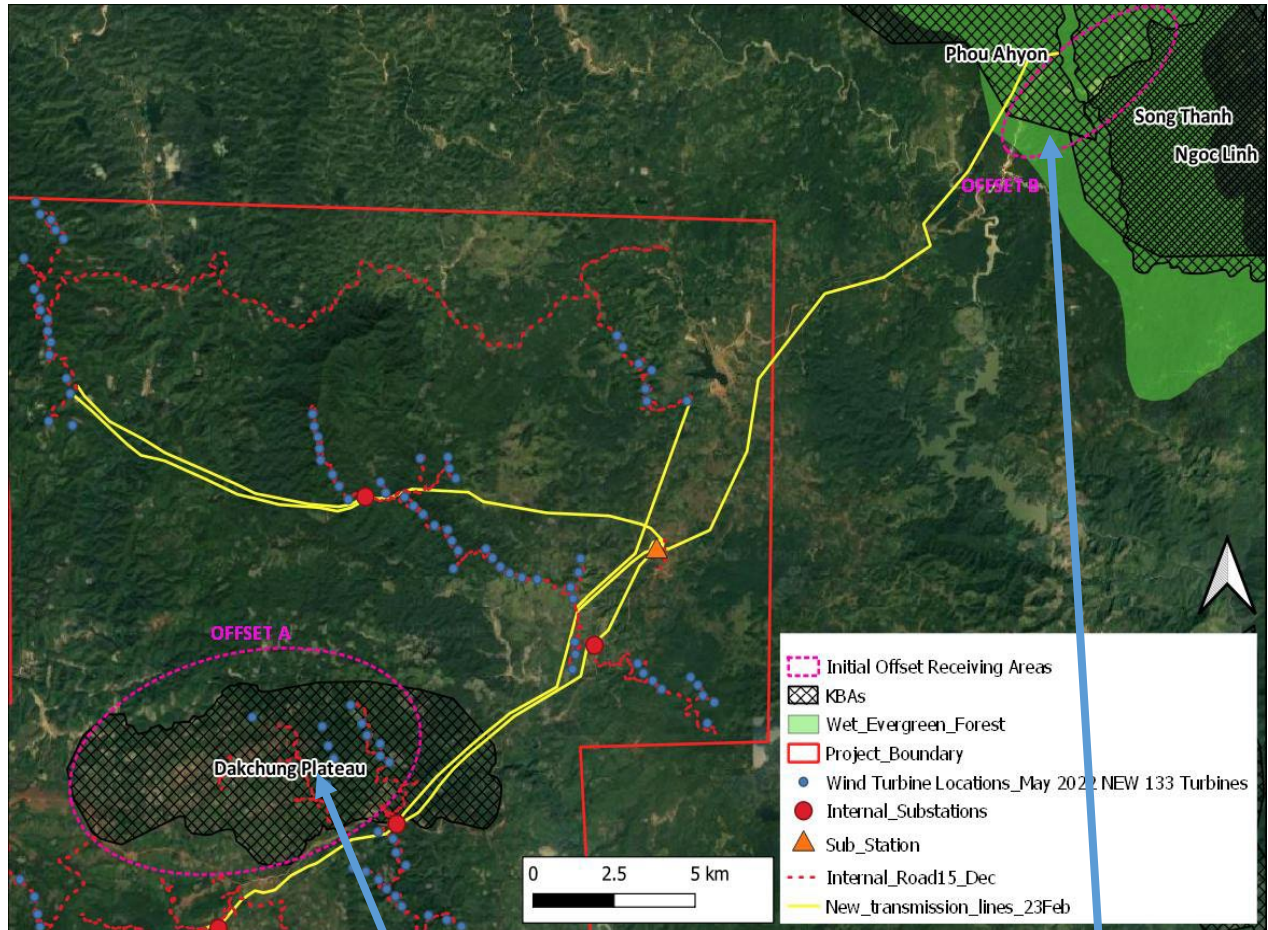 Phou Ahyon
Song Thanh
Ngoc Linh
OFFSET B
OFFSET A
Dakchung Plateau
Initial Offset Receiving Areas
KBAs
Wet_Evergreen_Forest
Project_Boundary
Wind Turbine Locations_May 2022 NEW 133 Turbines
Internal_Substations
Sub_Station
Internal_Road15_Dec
New_transmission_lines_23Feb
0 2.5 5 km